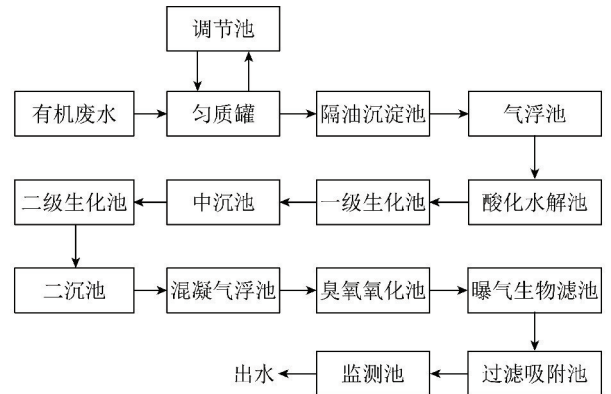 调节池
有机废水 匀质罐 隔油沉淀池 气浮池
二级生化池 中沉池 一级生化池 酸化水解池
二沉池 混凝气浮池 臭氧氧化池 曝气生物滤池
出水 监测池 过滤吸附池